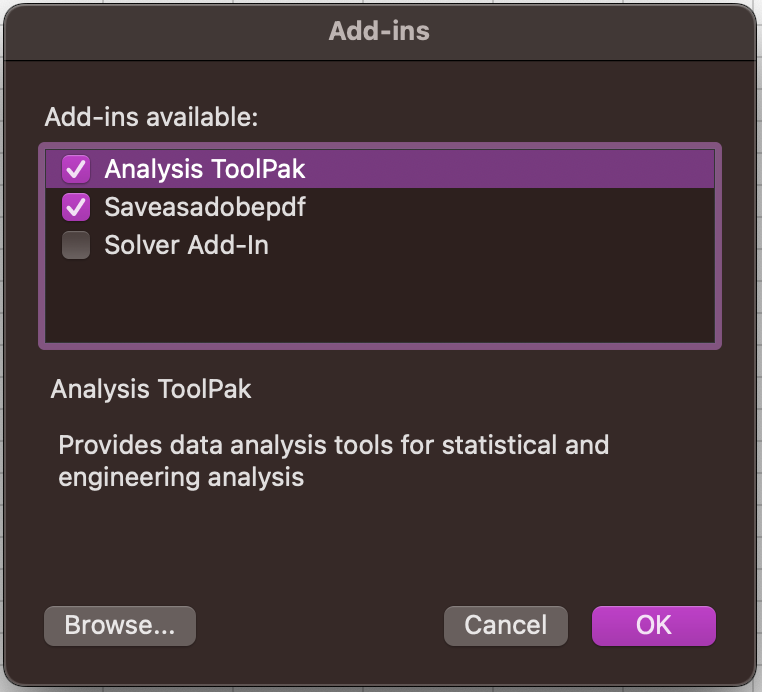 Add-ins
Add-ins available:
Analysis ToolPak
Saveasadobepdf
Solver Add-In
Analysis ToolPak
Provides data analysis tools for statistical and
engineering analysis
Browse... Cancel OK